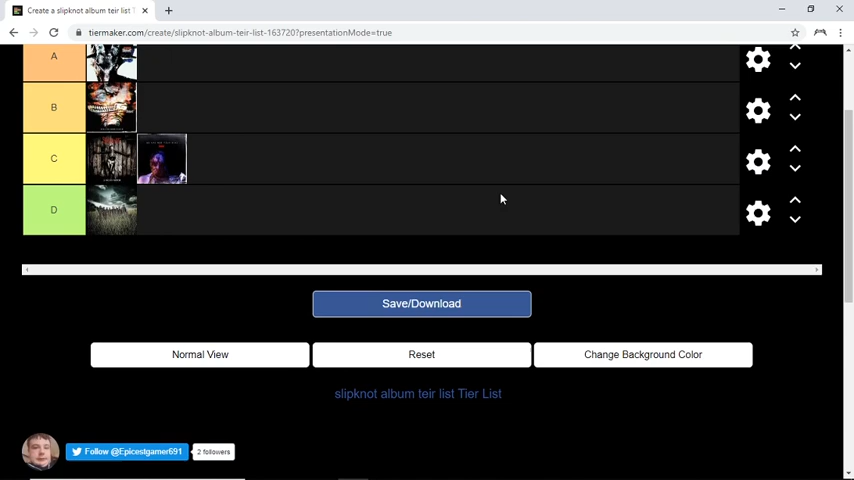 Create a slipknot album teir list T
tiermaker.com/create/slipknot-album-teir-list-163720?presentationMode=true
A
B
C
D
Save/Download
Normal View
Reset
Change Background Color
slipknot album teir list Tier List
Follow @Epicestgamer691
2 followers